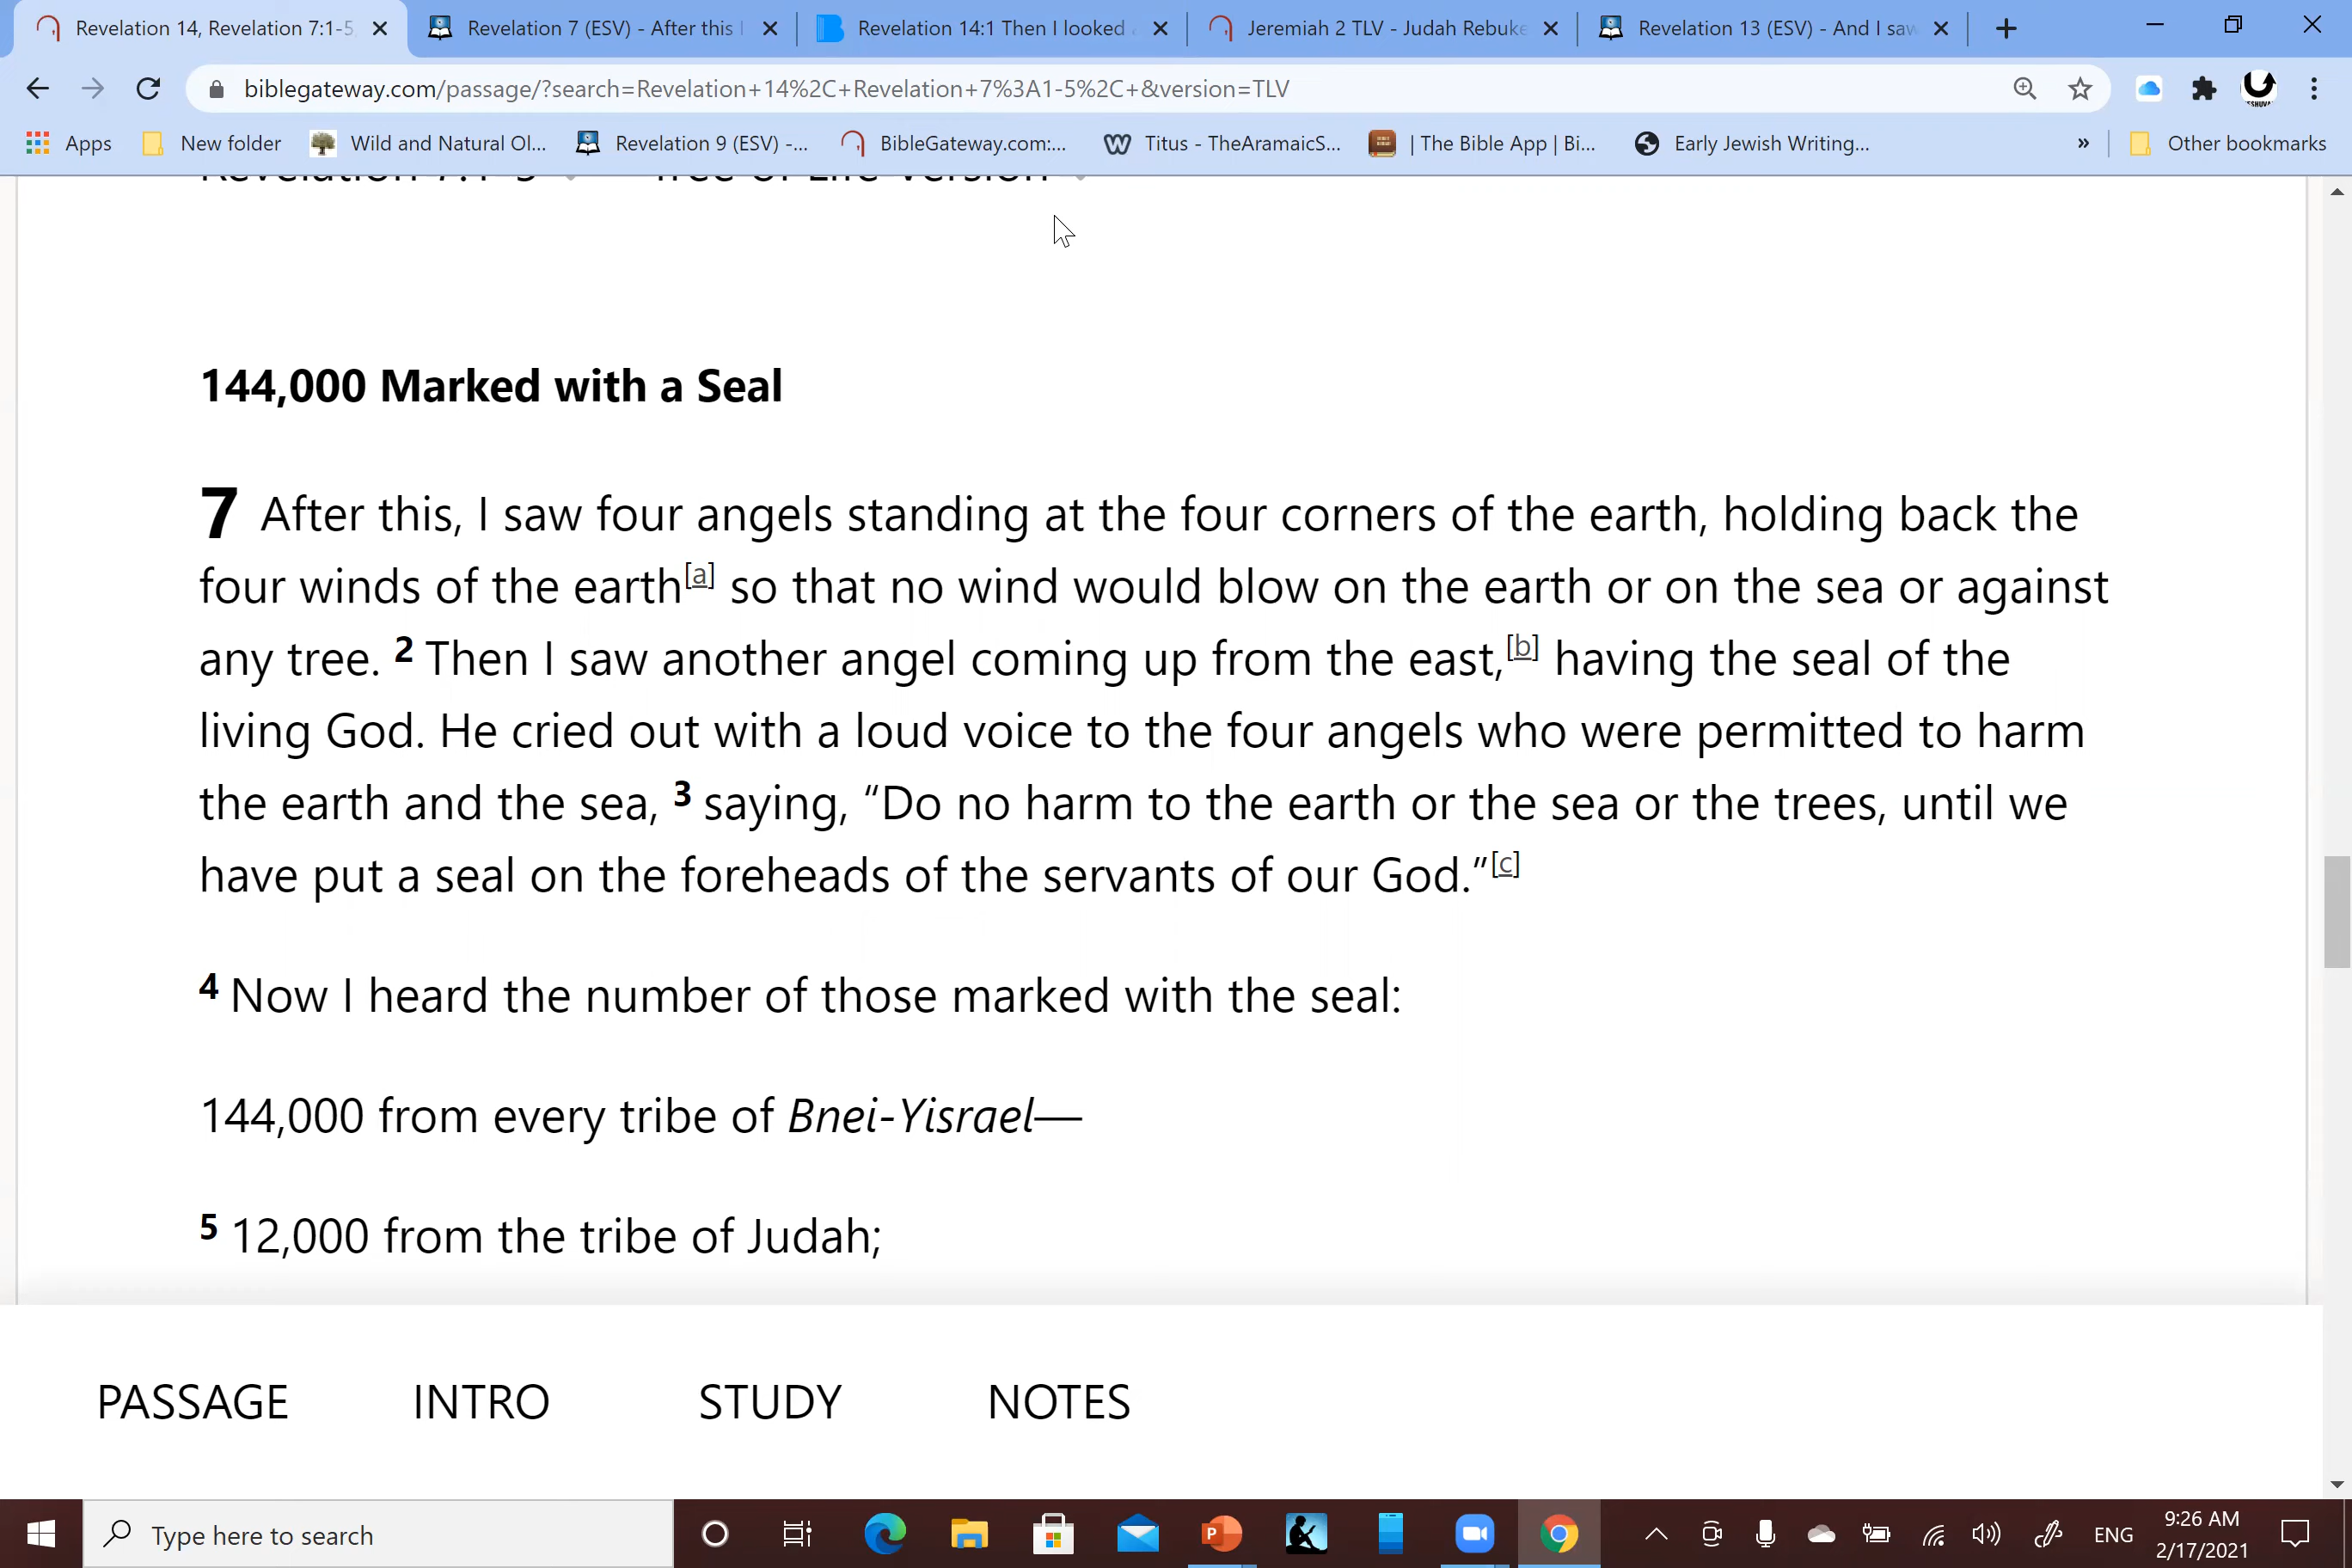 Revelation 14, Revelation 7:1-5,
Revelation 7 (ESV) - After this I
Revelation 14:1 Then I looked
Jeremiah 2 TLV - Judah Rebuke
Revelation 13 (ESV) - And I saw
biblegateway.com/passage/?search=Revelation+14%2C+Revelation+7%3A1-5%2C+&version=TLV
Apps
New folder
Wild and Natural Ol...
Revelation 9 (ESV) -...
BibleGateway.com:...
Titus - TheAramaicS...
| The Bible App | Bi...
Early Jewish Writing...
»
Other bookmarks
Revelation 7:1-5 Tree of Life Version
144,000 Marked with a Seal
7 After this, I saw four angels standing at the four corners of the earth, holding back the
four winds of the earth[a] so that no wind would blow on the earth or on the sea or against
any tree. 2 Then I saw another angel coming up from the east,[b] having the seal of the
living God. He cried out with a loud voice to the four angels who were permitted to harm
the earth and the sea, 3 saying, “Do no harm to the earth or the sea or the trees, until we
have put a seal on the foreheads of the servants of our God.”[c]
4 Now I heard the number of those marked with the seal:
144,000 from every tribe of Bnei-Yisrael—
5 12,000 from the tribe of Judah;
PASSAGE INTRO STUDY NOTES
Type here to search
ENG
9:26 AM
2/17/2021